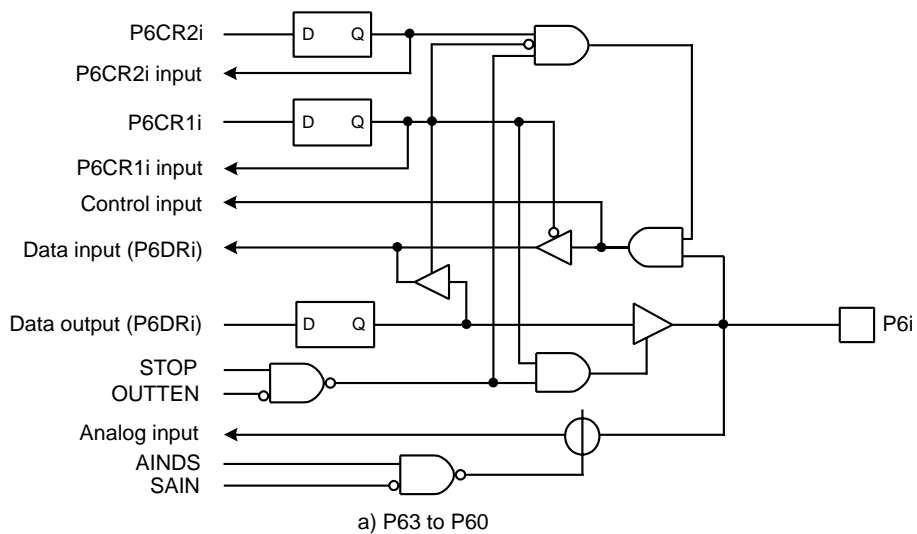 P6CR2i
D Q
P6CR2i input
P6CR1i
D Q
P6CR1i input
Control input
Data input (P6DRi)
Data output (P6DRi)
D Q
P6i
STOP
OUTTEN
Analog input
AINDS
SAIN
a) P63 to P60